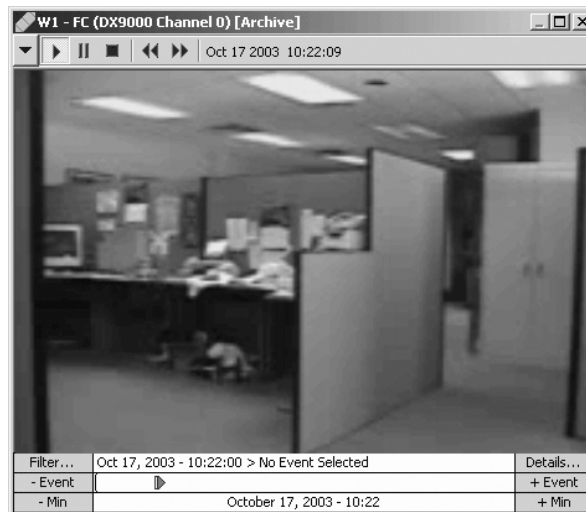 W1 - FC (DX9000 Channel 0) [Archive]
Oct 17 2003 10:22:09
Filter... Oct 17, 2003 - 10:22:00 > No Event Selected Details...
- Event + Event
- Min October 17, 2003 - 10:22 + Min